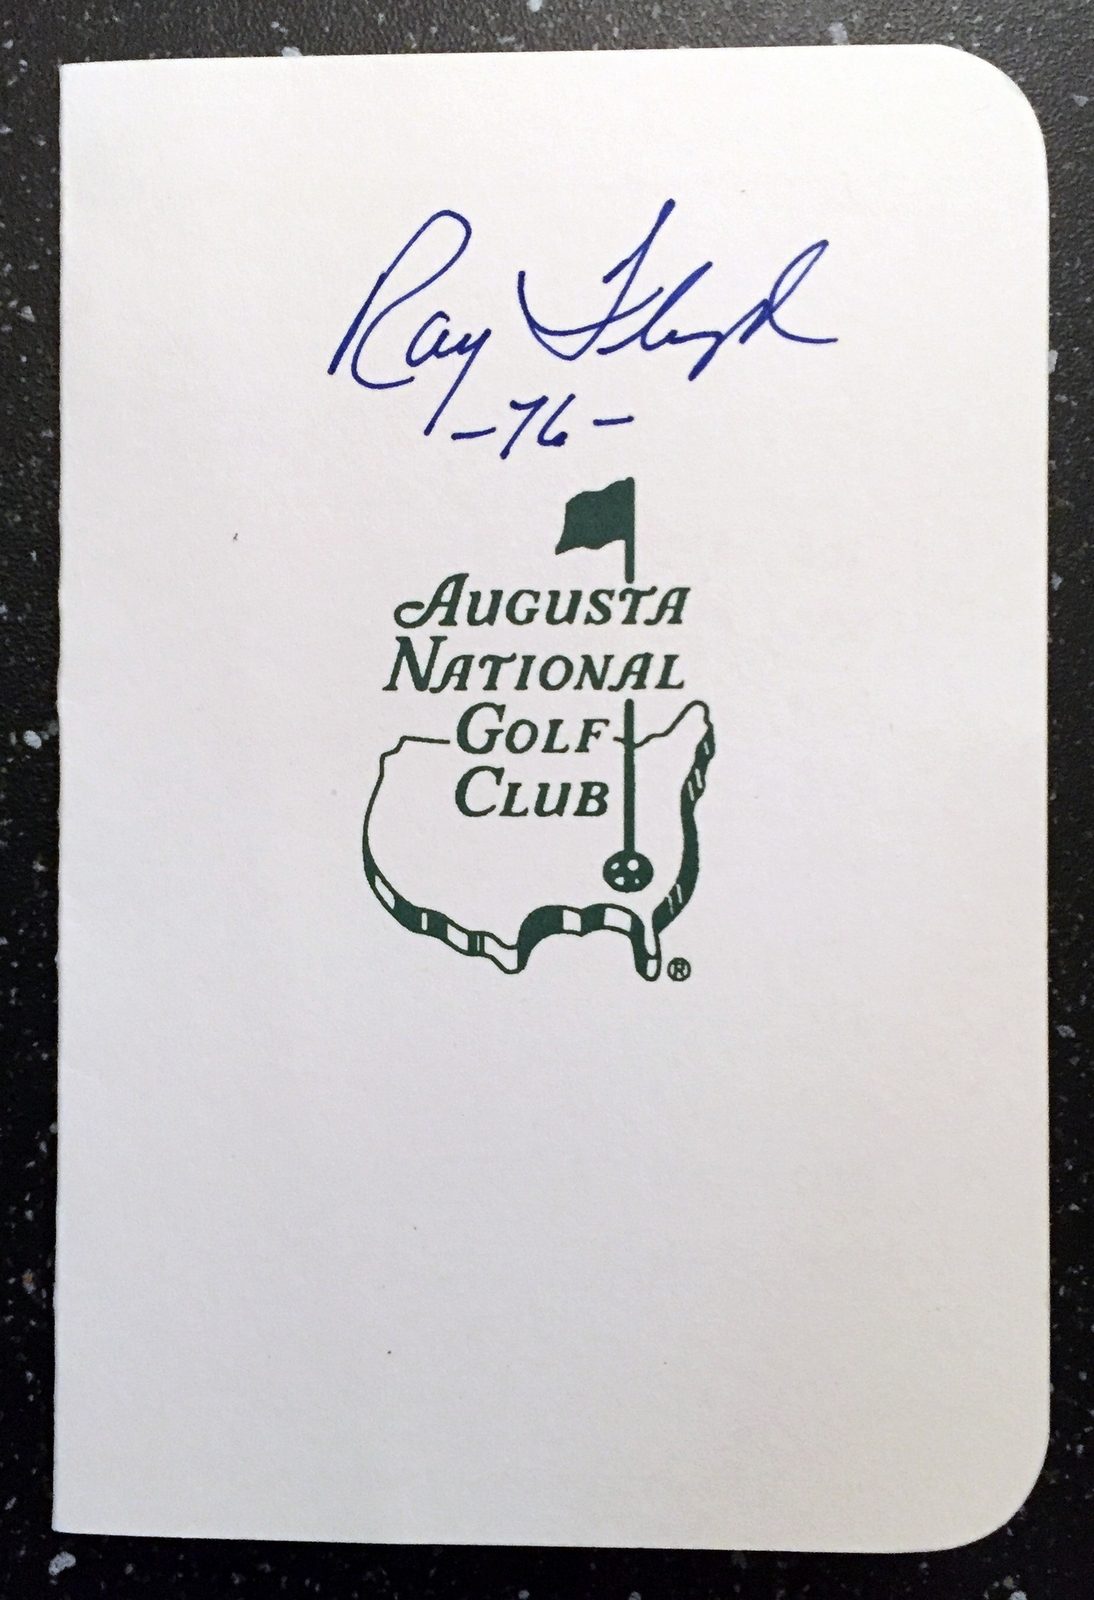 Ray Floyd
-76-
AUGUSTA
NATIONAL
GOLF
CLUB
®